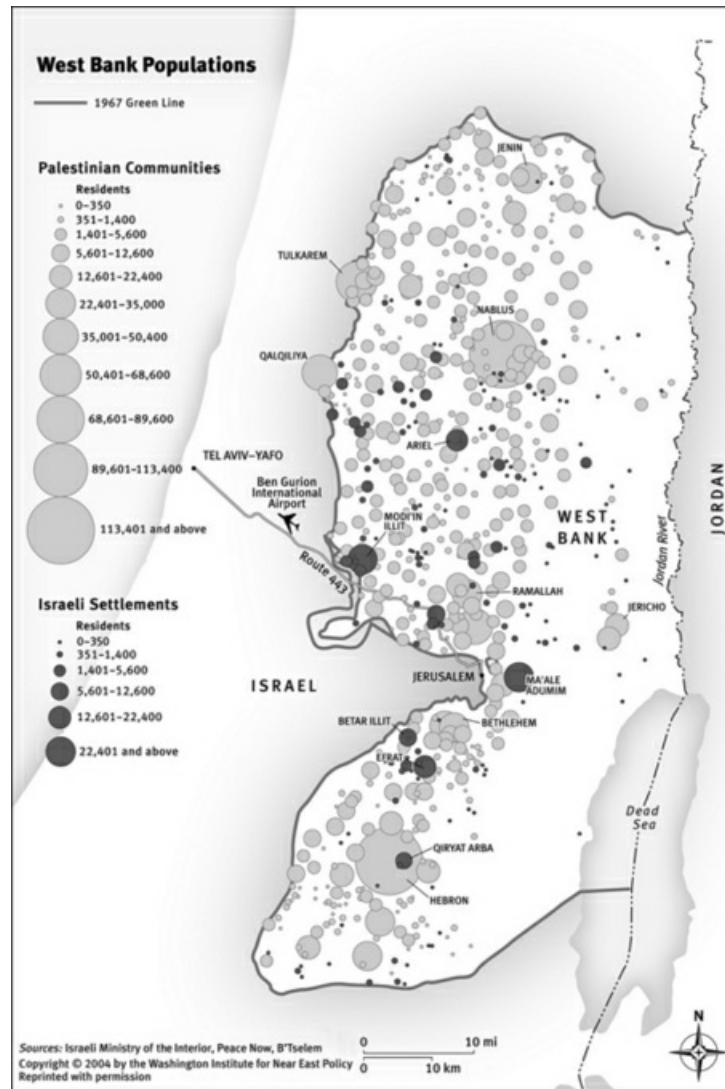 West Bank Populations
1967 Green Line
Palestinian Communities
Residents
0–350
351–1,400
1,401–5,600
5,601–12,600
12,601–22,400
22,401–35,000
35,001–50,400
50,401–68,600
68,601–89,600
89,601–113,400
113,401 and above
Israeli Settlements
Residents
0–350
351–1,400
1,401–5,600
5,601–12,600
12,601–22,400
22,401 and above
JENIN
TULKAREM
NABLUS
QALQILIYA
ARIEL
TEL AVIV–YAFO
Ben Gurion
International
Airport
MODI'IN
ILLIT
Route 443
WEST
BANK
JORDAN
Jordan River
RAMALLAH
JERICHO
ISRAEL
JERUSALEM
MA'ALE
ADUMIM
BETAR ILLIT
BETHLEHEM
EFRAT
Dead
Sea
QIRYAT ARBA
HEBRON
N
Sources: Israeli Ministry of the Interior, Peace Now, B'Tselem
Copyright © 2004 by the Washington Institute for Near East Policy
Reprinted with permission
0 10 mi
0 10 km